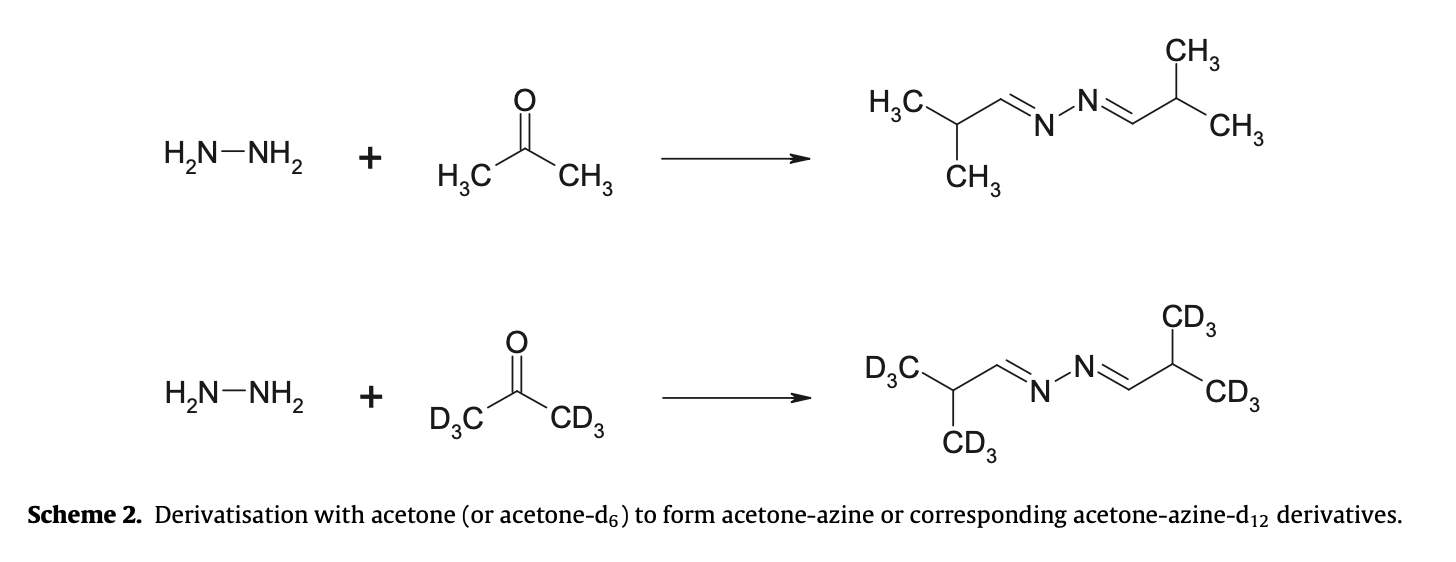 CH₃
H₃C
N
N
O
H₂N–NH₂
+
H₃C
CH₃
CH₃
CH₃
CD₃
D₃C
N
N
O
H₂N–NH₂
+
D₃C
CD₃
CD₃
CD₃
Scheme 2. Derivatisation with acetone (or acetone-d₆) to form acetone-azine or corresponding acetone-azine-d₁₂ derivatives.